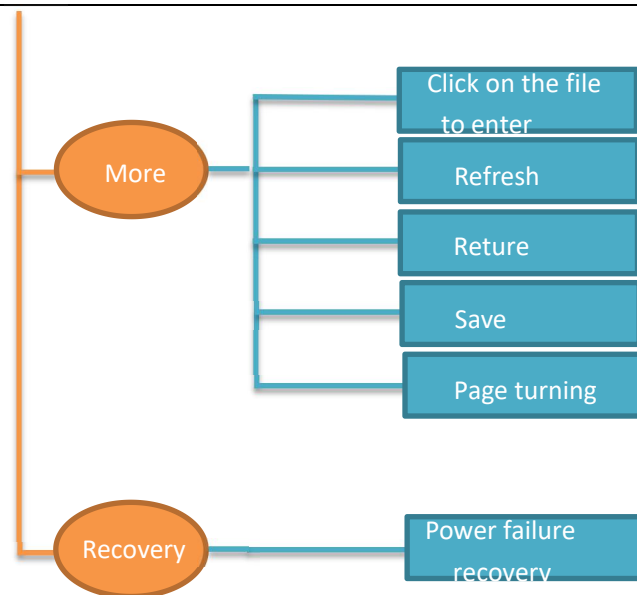 More
Click on the file
to enter
Refresh
Reture
Save
Page turning
Recovery
Power failure
recovery